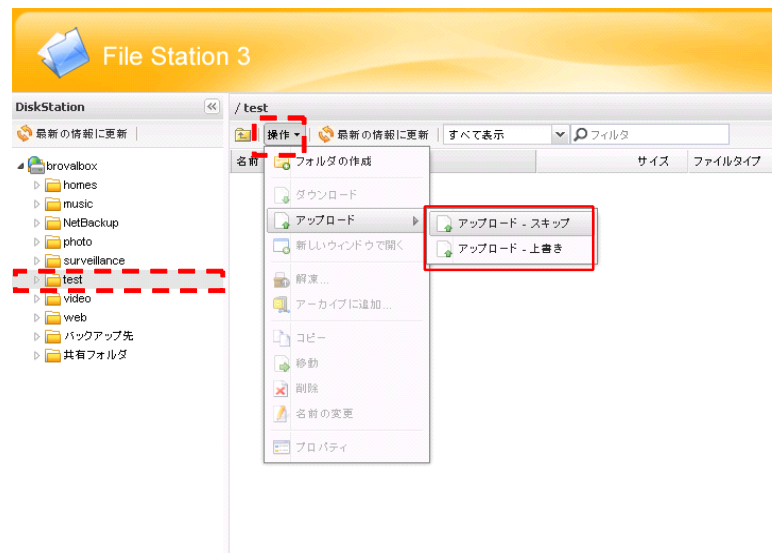 File Station 3
DiskStation
/ test
最新の情報に更新
操作
最新の情報に更新
すべて表示
フィルタ
名前
サイズ
ファイルタイプ
brovalbox
homes
music
NetBackup
photo
surveillance
test
video
web
バックアップ先
共有フォルダ
フォルダの作成
ダウンロード
アップロード
新しいウィンドウで開く
解凍...
アーカイブに追加...
コピー
移動
削除
名前の変更
プロパティ
アップロード - スキップ
アップロード - 上書き